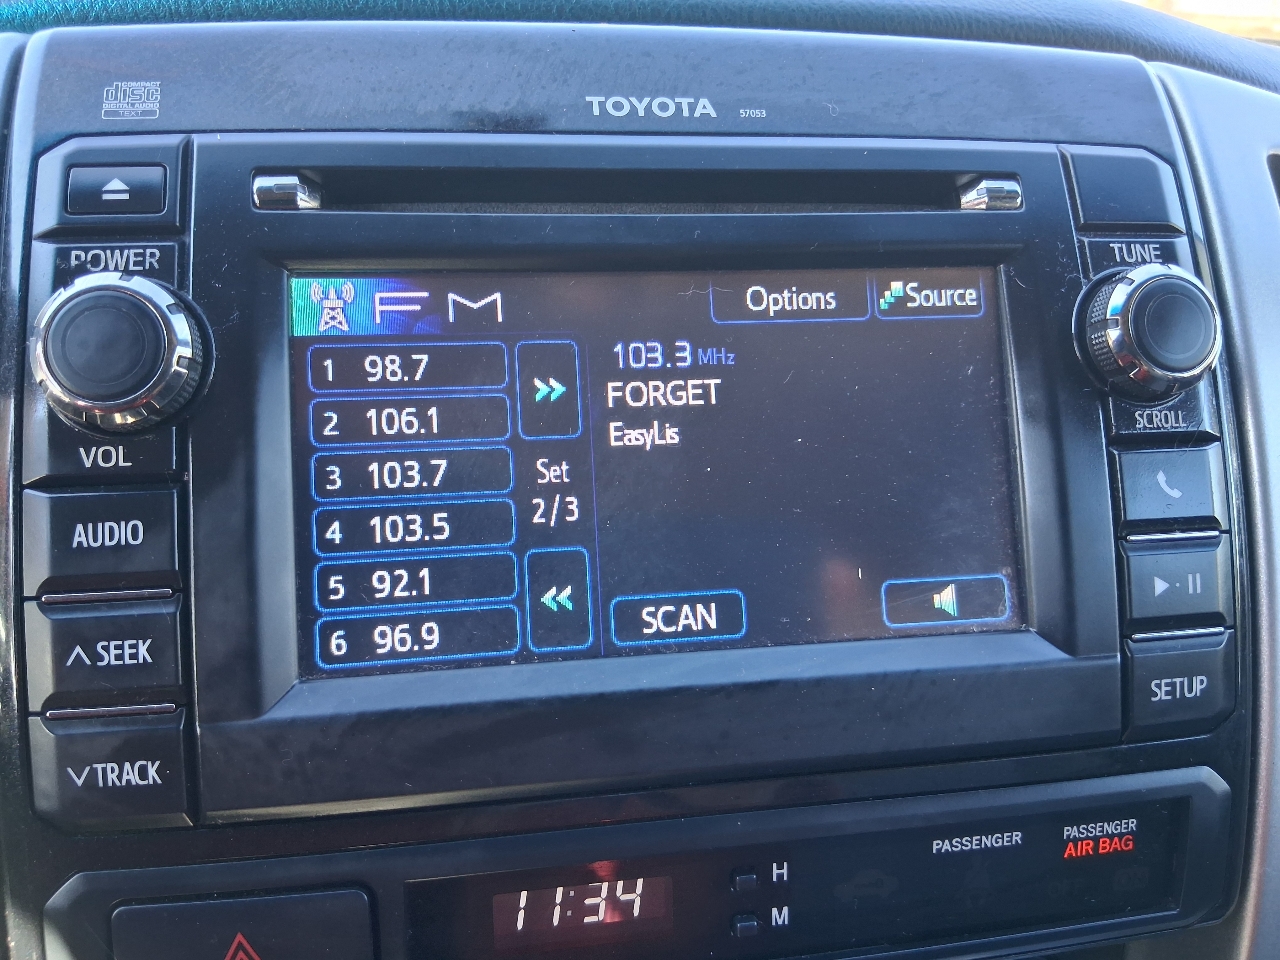 COMPACT
disc
DIGITAL AUDIO
TEXT
TOYOTA 57053
POWER
VOL
AUDIO
∧ SEEK
∨ TRACK
TUNE
SCROLL
SETUP
FM
Options
Source
1 98.7
2 106.1
3 103.7
4 103.5
5 92.1
6 96.9
Set
2/3
103.3 MHz
FORGET
EasyLis
SCAN
11:34
H
M
PASSENGER
PASSENGER
AIR BAG